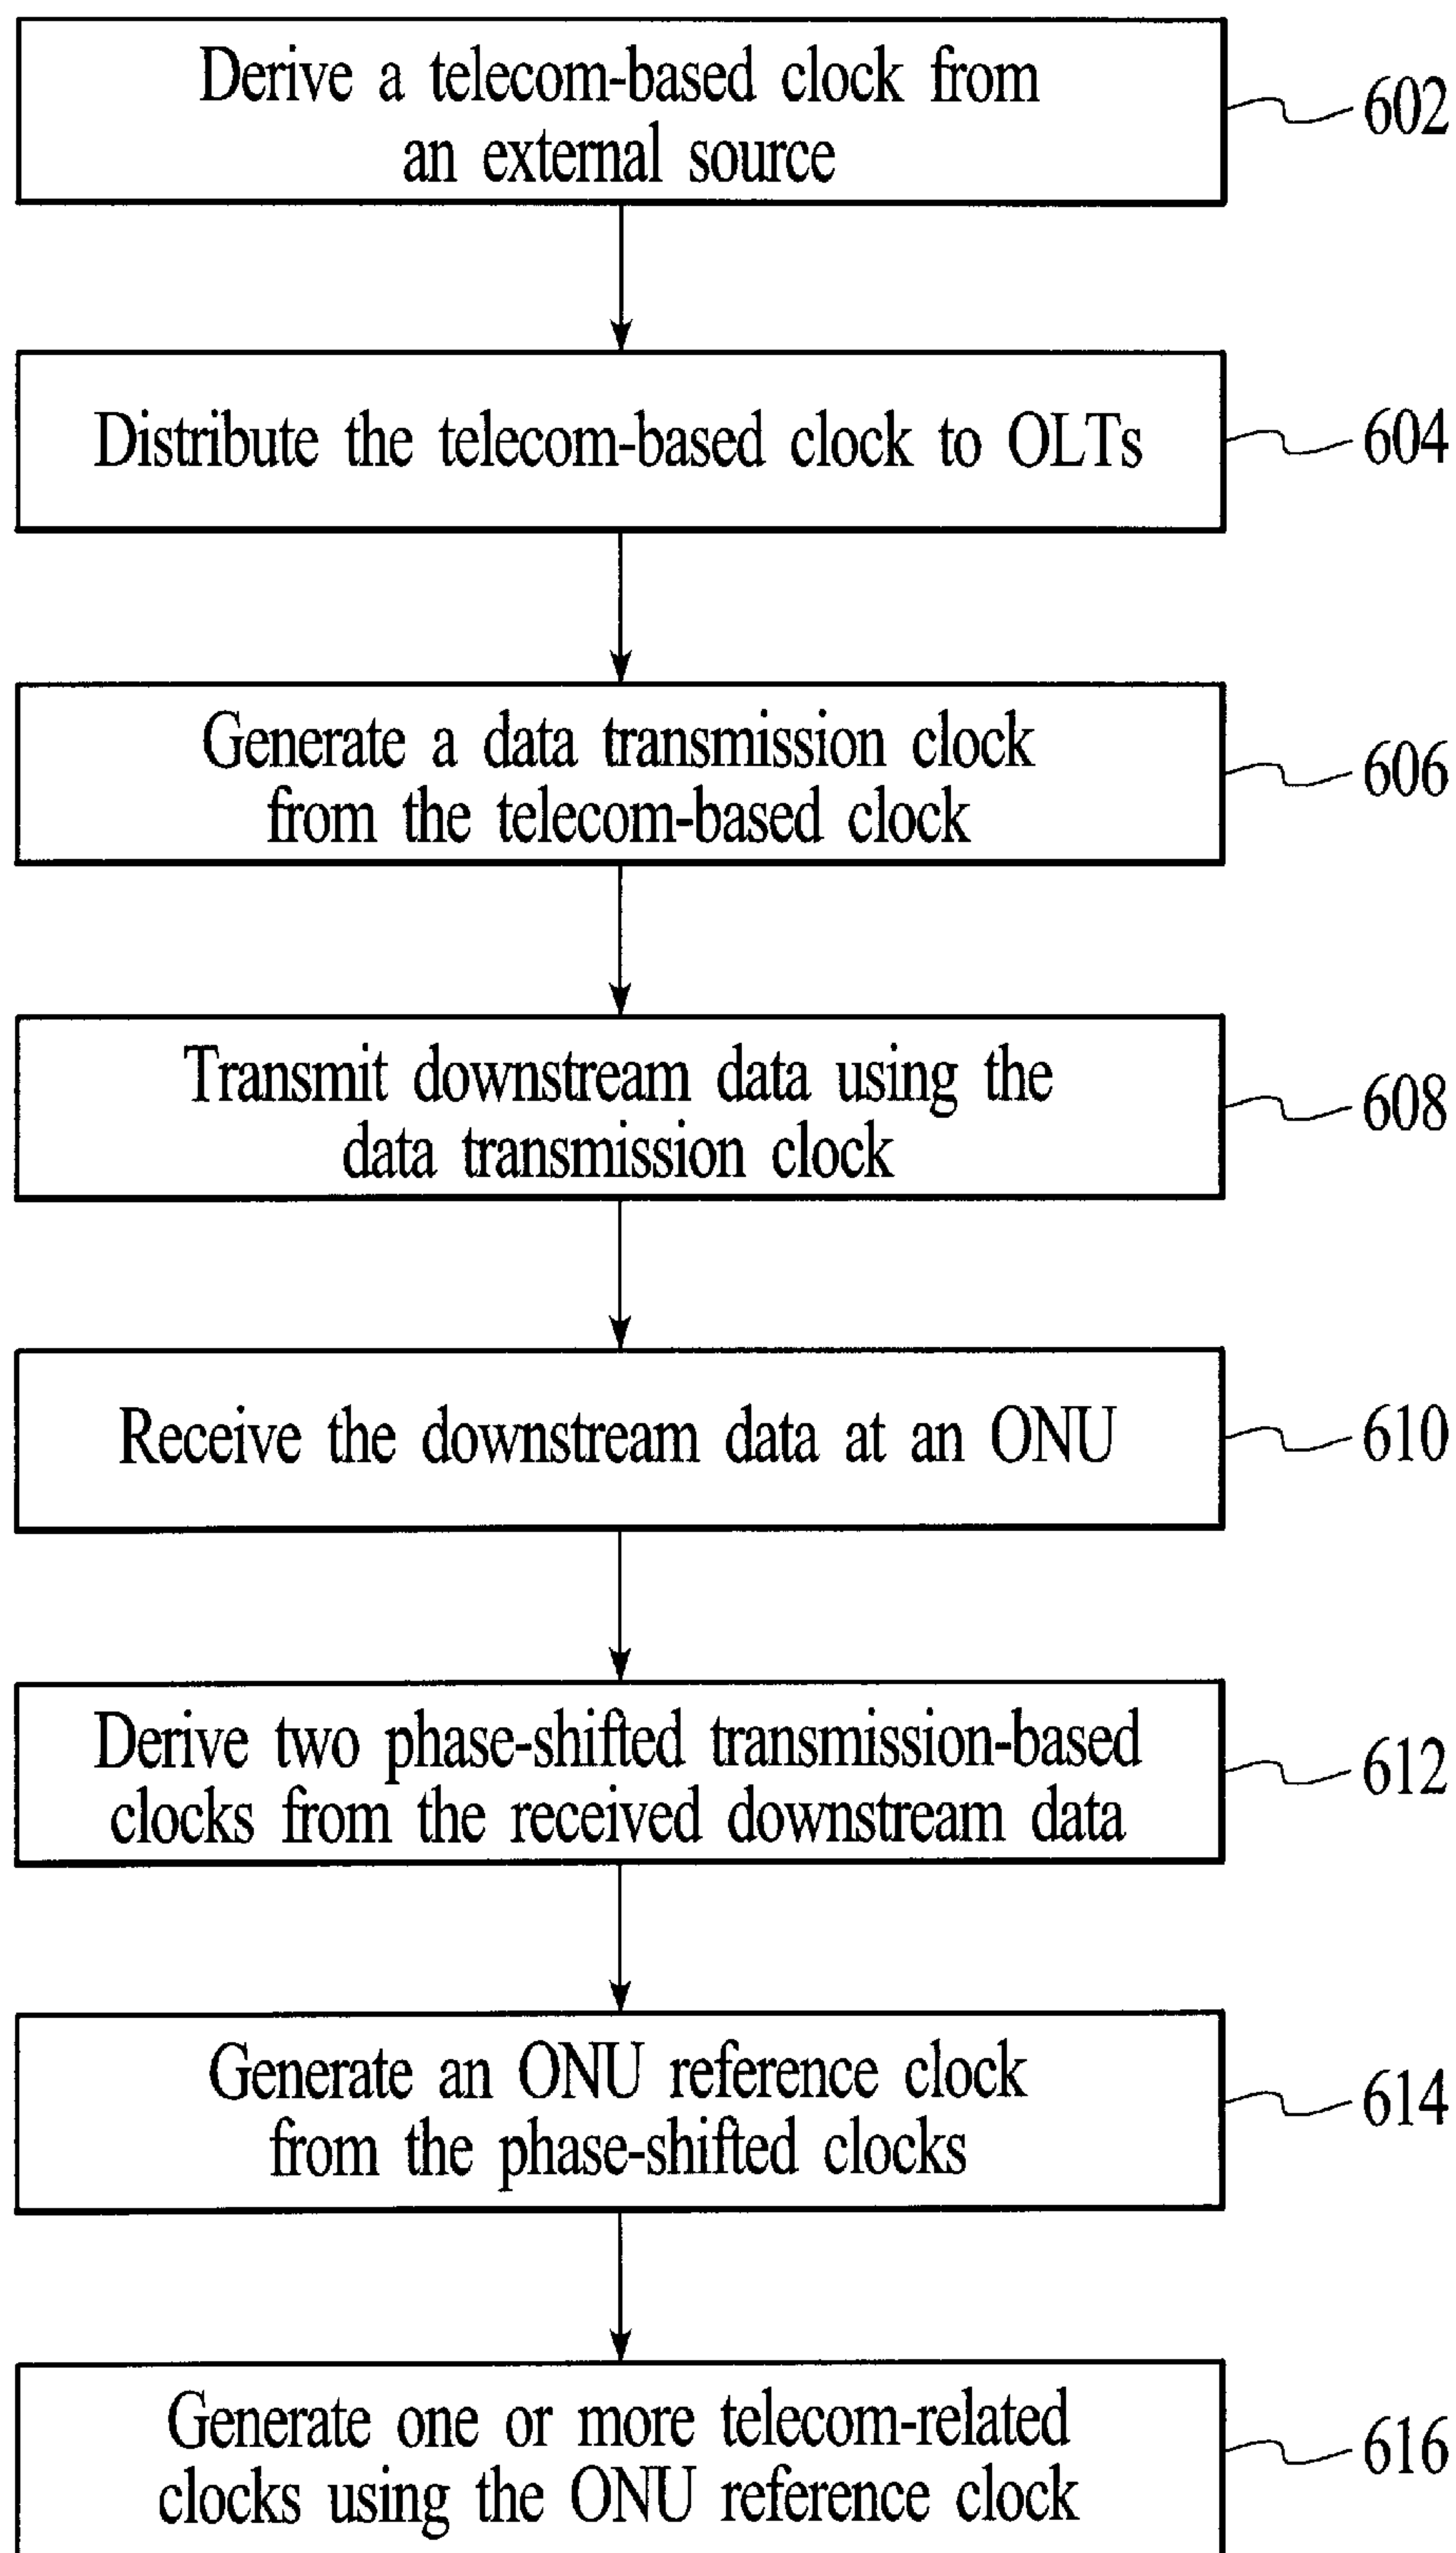 Derive a telecom-based clock from
an external source
602
Distribute the telecom-based clock to OLTs
604
Generate a data transmission clock
from the telecom-based clock
606
Transmit downstream data using the
data transmission clock
608
Receive the downstream data at an ONU
610
Derive two phase-shifted transmission-based
clocks from the received downstream data
612
Generate an ONU reference clock
from the phase-shifted clocks
614
Generate one or more telecom-related
clocks using the ONU reference clock
616